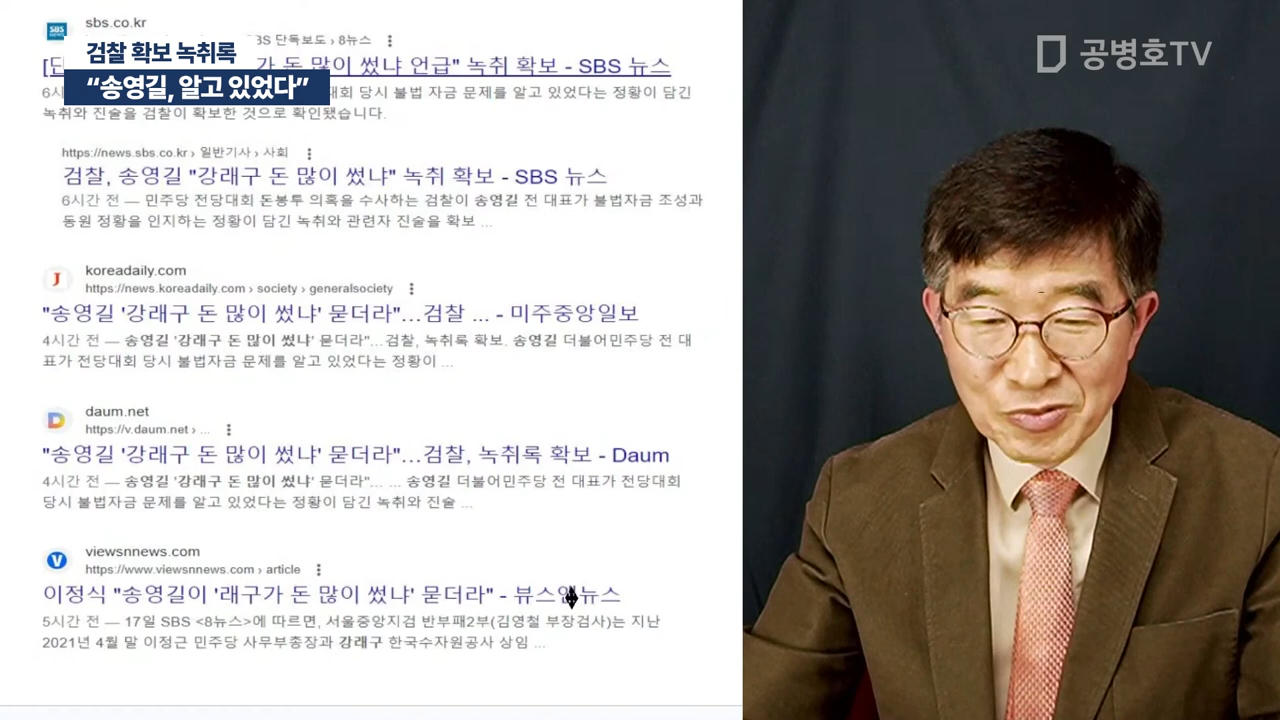 sbs.co.kr
SBS 단독보도 › 8뉴스
검찰 확보 녹취록
"송영길, 알고 있었다"
가 돈 많이 썼냐 언급" 녹취 확보 - SBS 뉴스
대회 당시 불법 자금 문제를 알고 있었다는 정황이 담긴
녹취와 진술을 검찰이 확보한 것으로 확인됐습니다.
https://news.sbs.co.kr › 일반기사 › 사회
검찰, 송영길 "강래구 돈 많이 썼냐" 녹취 확보 - SBS 뉴스
6시간 전 — 민주당 전당대회 돈봉투 의혹을 수사하는 검찰이 송영길 전 대표가 불법자금 조성과
동원 정황을 인지하는 정황이 담긴 녹취와 관련자 진술을 확보 ...
koreadaily.com
https://news.koreadaily.com › society › generalsociety
"송영길 '강래구 돈 많이 썼냐' 묻더라"…검찰 ... - 미주중앙일보
4시간 전 — 송영길 '강래구 돈 많이 썼냐' 묻더라"…검찰, 녹취록 확보. 송영길 더불어민주당 전 대
표가 전당대회 당시 불법자금 문제를 알고 있었다는 정황이 ...
daum.net
https://v.daum.net › ...
"송영길 '강래구 돈 많이 썼냐' 묻더라"…검찰, 녹취록 확보 - Daum
4시간 전 — 송영길 '강래구 돈 많이 썼냐' 묻더라"… ... 송영길 더불어민주당 전 대표가 전당대회
당시 불법자금 문제를 알고 있었다는 정황이 담긴 녹취와 진술 ...
viewsnnews.com
https://www.viewsnnews.com › article
이정식 "송영길이 '래구가 돈 많이 썼냐' 묻더라" - 뷰스앤뉴스
5시간 전 — 17일 SBS <8뉴스>에 따르면, 서울중앙지검 반부패2부(김영철 부장검사)는 지난
2021년 4월 말 이정근 민주당 사무부총장과 강래구 한국수자원공사 상임 ...
공병호TV